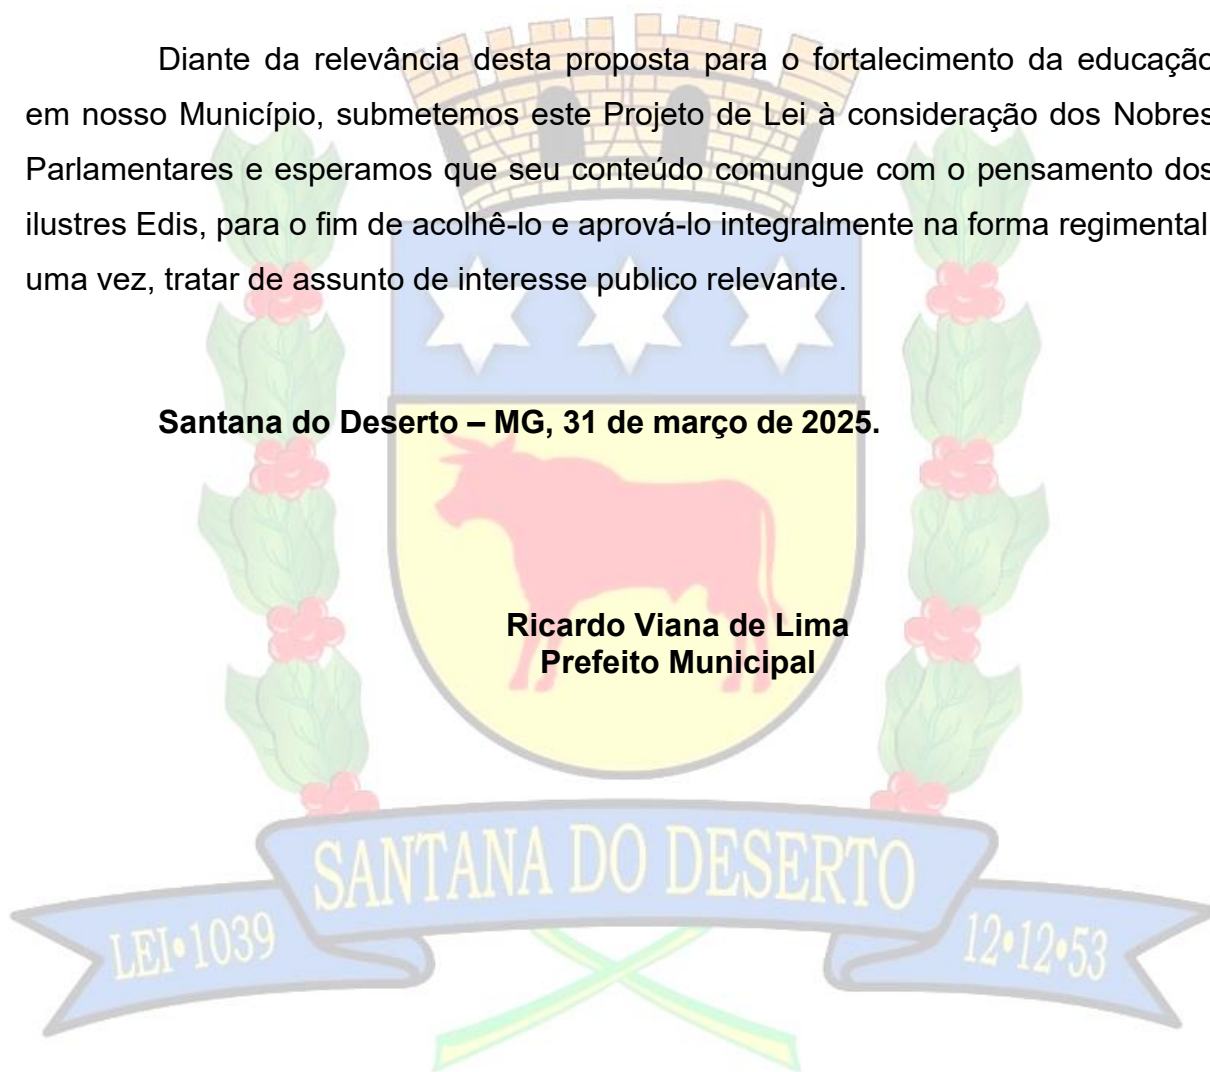 Diante da relevância desta proposta para o fortalecimento da educação
em nosso Município, submetemos este Projeto de Lei à consideração dos Nobres
Parlamentares e esperamos que seu conteúdo comungue com o pensamento dos
ilustres Edis, para o fim de acolhê-lo e aprová-lo integralmente na forma regimental
uma vez, tratar de assunto de interesse publico relevante.
Santana do Deserto – MG, 31 de março de 2025.
Ricardo Viana de Lima
Prefeito Municipal
SANTANA DO DESERTO
LEI•1039
12•12•53